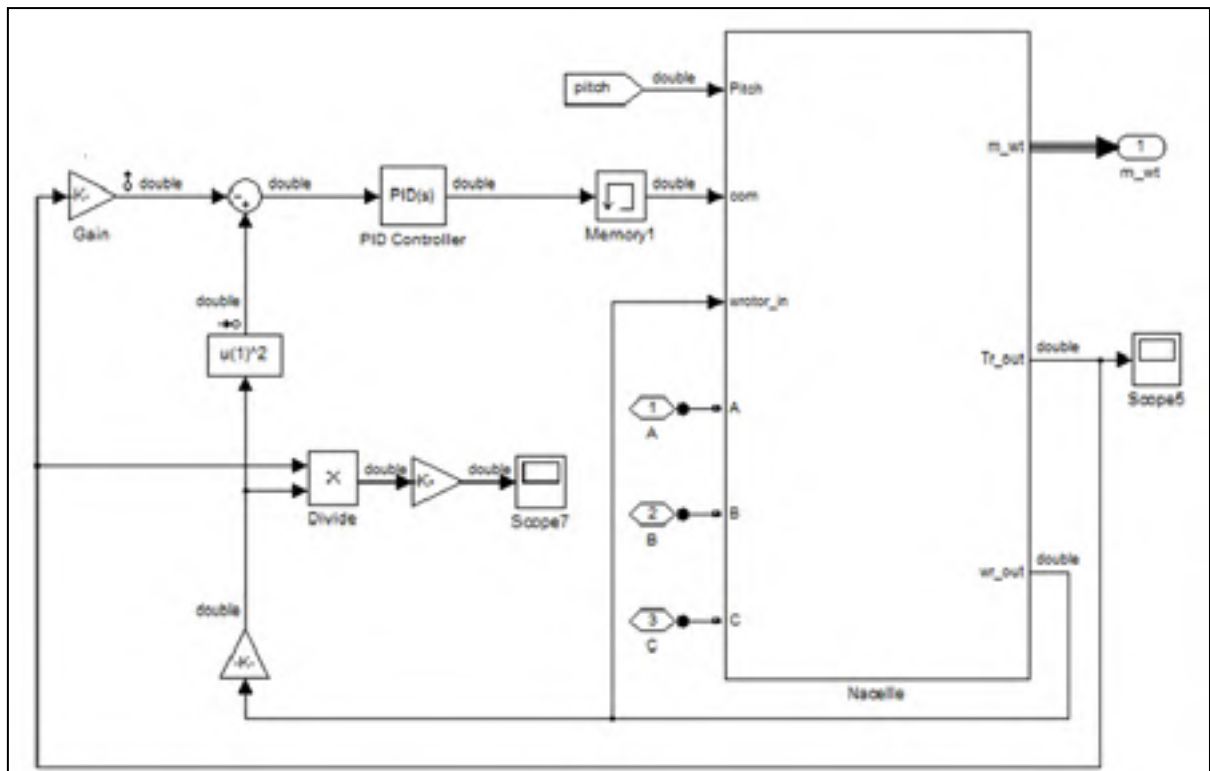 double
pitch
Pitch
m_wt
1
m_wt
double
double
PID(s)
double
double
com
-K-
Gain
PID Controller
Memory1
- +
double
wrotor_in
u(1)^2
Tr_out
double
Scope5
1
A
A
double
double
X
-K-
Divide
Scope7
2
B
B
wr_out
double
double
3
C
C
-K-
Nacelle